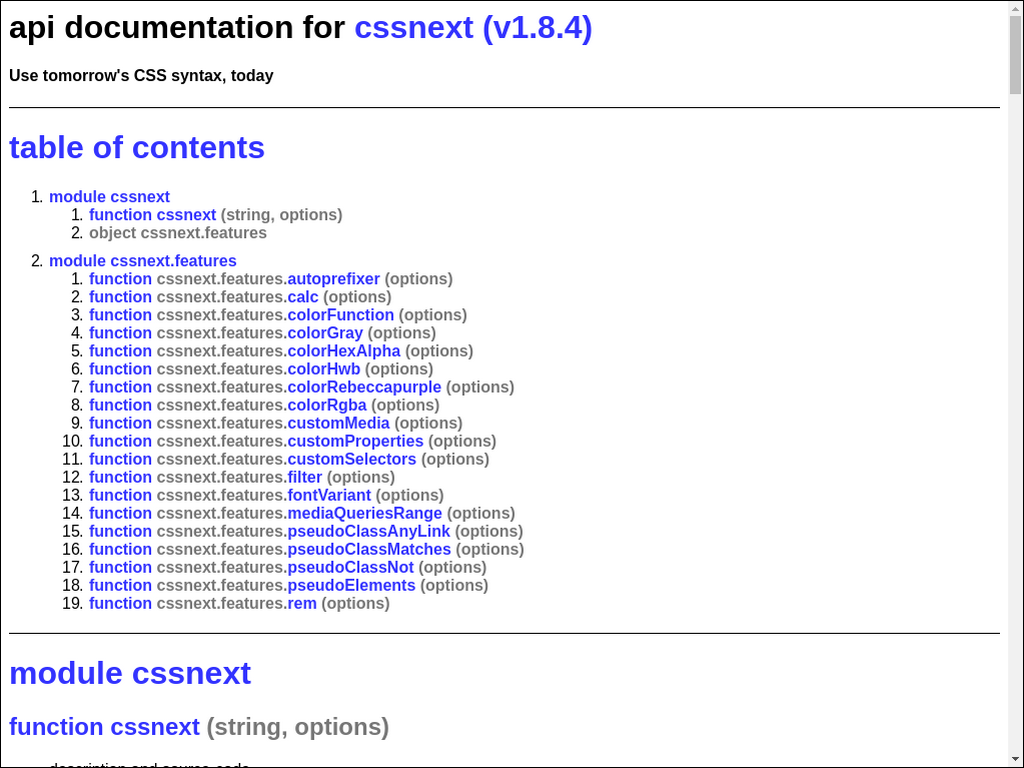 api documentation for cssnext (v1.8.4)
Use tomorrow's CSS syntax, today
table of contents
1. module cssnext
1. function cssnext (string, options)
2. object cssnext.features
2. module cssnext.features
1. function cssnext.features.autoprefixer (options)
2. function cssnext.features.calc (options)
3. function cssnext.features.colorFunction (options)
4. function cssnext.features.colorGray (options)
5. function cssnext.features.colorHexAlpha (options)
6. function cssnext.features.colorHwb (options)
7. function cssnext.features.colorRebeccapurple (options)
8. function cssnext.features.colorRgba (options)
9. function cssnext.features.customMedia (options)
10. function cssnext.features.customProperties (options)
11. function cssnext.features.customSelectors (options)
12. function cssnext.features.filter (options)
13. function cssnext.features.fontVariant (options)
14. function cssnext.features.mediaQueriesRange (options)
15. function cssnext.features.pseudoClassAnyLink (options)
16. function cssnext.features.pseudoClassMatches (options)
17. function cssnext.features.pseudoClassNot (options)
18. function cssnext.features.pseudoElements (options)
19. function cssnext.features.rem (options)
module cssnext
function cssnext (string, options)
description and source-code